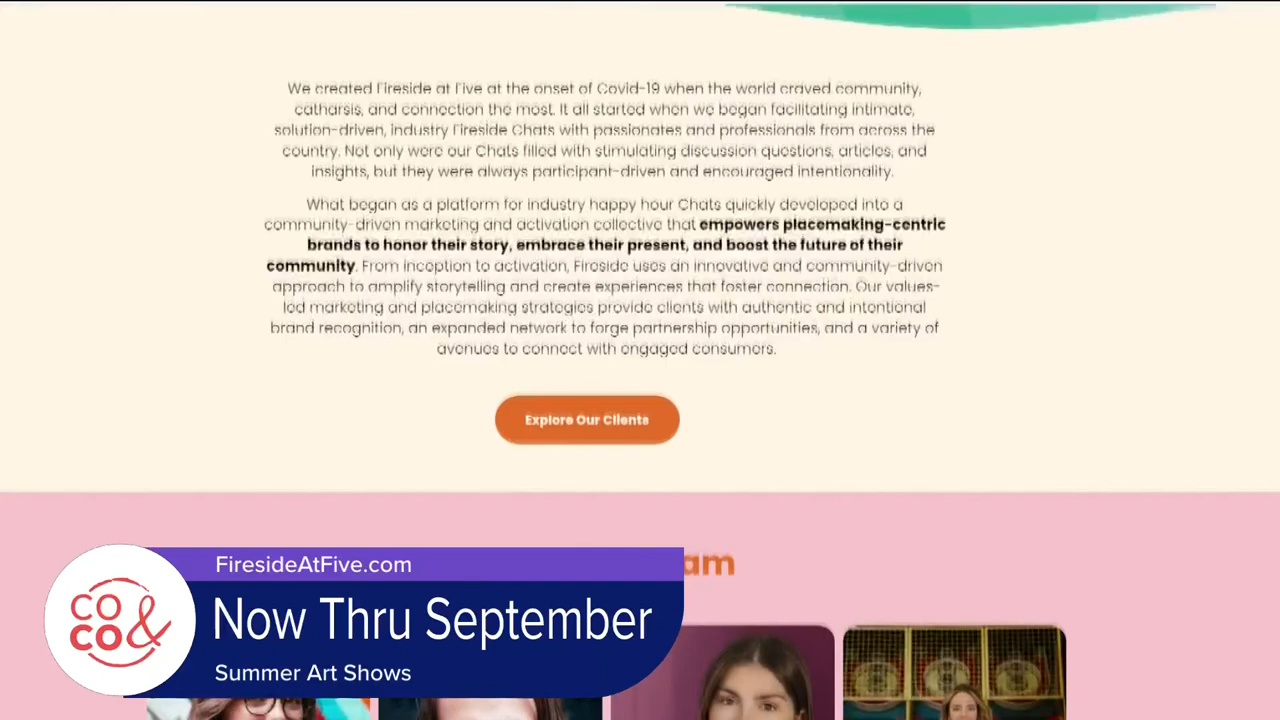 We created Fireside at Five at the onset of Covid-19 when the world craved community,
catharsis, and connection the most. It all started when we began facilitating intimate,
solution-driven, industry Fireside Chats with passionates and professionals from across the
country. Not only were our Chats filled with stimulating discussion questions, articles, and
insights, but they were always participant-driven and encouraged intentionality.
What began as a platform for industry happy hour Chats quickly developed into a
community-driven marketing and activation collective that empowers placemaking-centric
brands to honor their story, embrace their present, and boost the future of their
community. From inception to activation, Fireside uses an innovative and community-driven
approach to amplify storytelling and create experiences that foster connection. Our values-
led marketing and placemaking strategies provide clients with authentic and intentional
brand recognition, an expanded network to forge partnership opportunities, and a variety of
avenues to connect with engaged consumers.
Explore Our Clients
am
FiresideAtFive.com
CO & CO
Now Thru September
Summer Art Shows